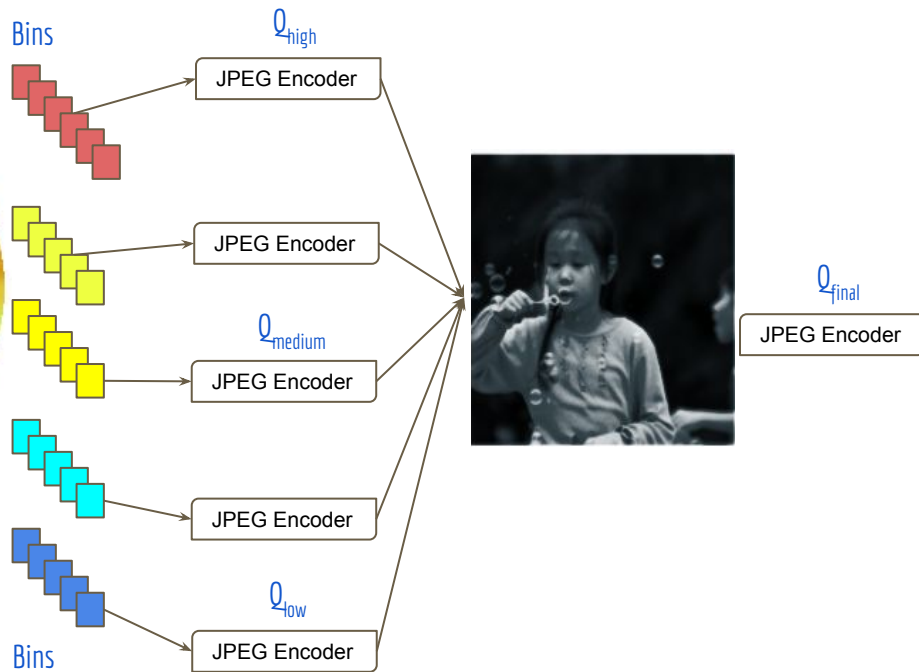 Bins
Q_high
JPEG Encoder
JPEG Encoder
Q_medium
JPEG Encoder
Q_final
JPEG Encoder
JPEG Encoder
Q_low
JPEG Encoder
Bins